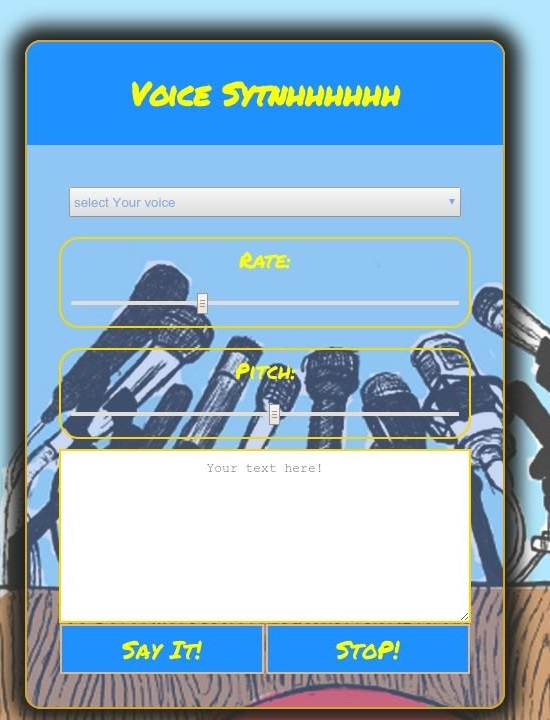 Voice Sytnhhhhhh
select Your voice
Rate:
Pitch:
Your text here!
Say It!
StoP!